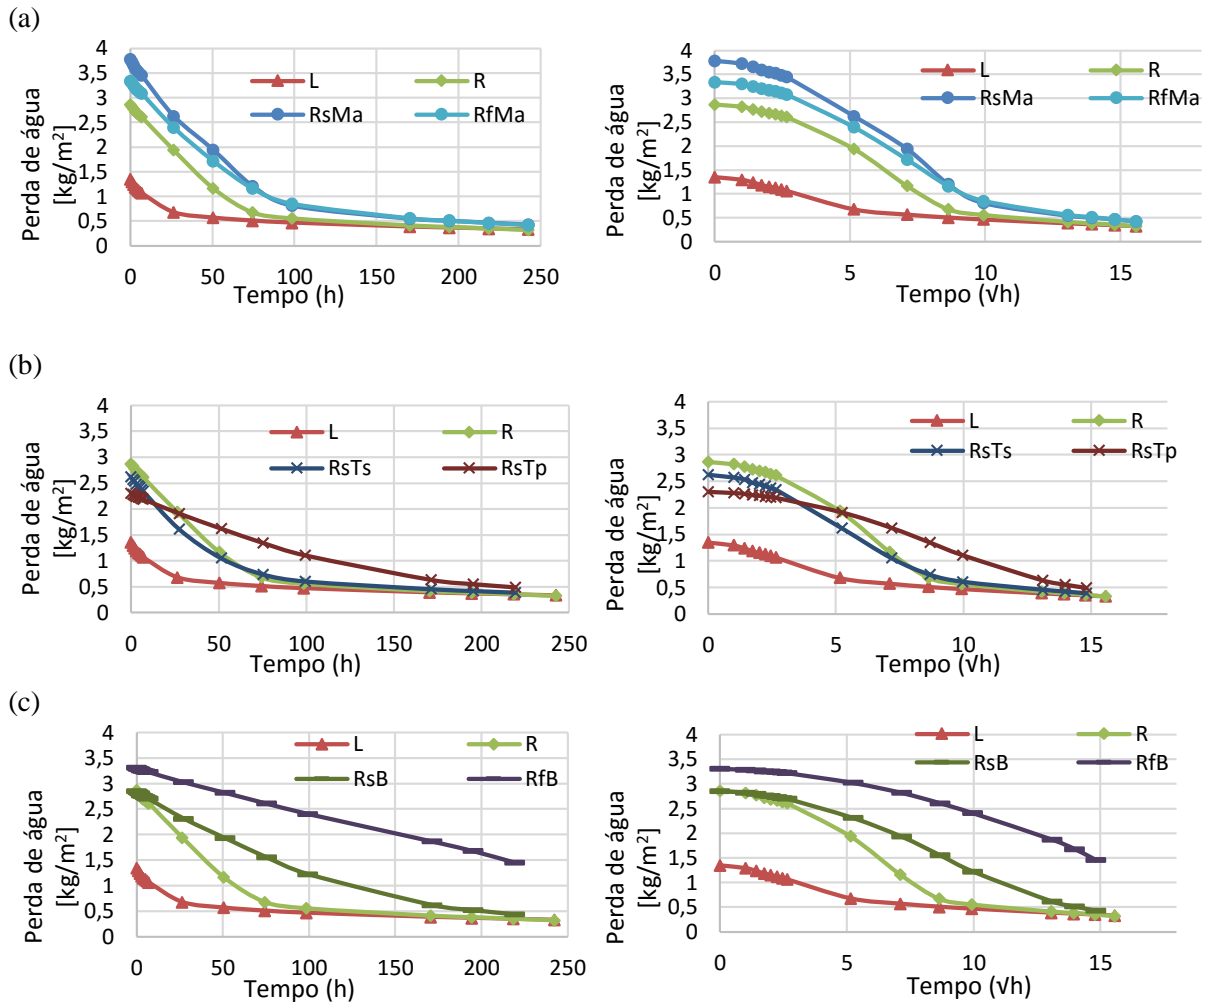 (a)
Perda de água
[kg/m²]
4
3,5
3
2,5
2
1,5
1
0,5
0
L
R
RsMa
RfMa
0 50 100 150 200 250
Tempo (h)
Perda de água
[kg/m²]
4
3,5
3
2,5
2
1,5
1
0,5
0
L
R
RsMa
RfMa
0 5 10 15
Tempo (√h)
(b)
Perda de água
[kg/m²]
4
3,5
3
2,5
2
1,5
1
0,5
0
L
R
RsTs
RsTp
0 50 100 150 200 250
Tempo (h)
Perda de água
[kg/m²]
4
3,5
3
2,5
2
1,5
1
0,5
0
L
R
RsTs
RsTp
0 5 10 15
Tempo (√h)
(c)
Perda de água
[kg/m²]
4
3,5
3
2,5
2
1,5
1
0,5
0
L
R
RsB
RfB
0 50 100 150 200 250
Tempo (h)
Perda de água
[kg/m²]
4
3,5
3
2,5
2
1,5
1
0,5
0
L
R
RsB
RfB
0 5 10 15
Tempo (√h)